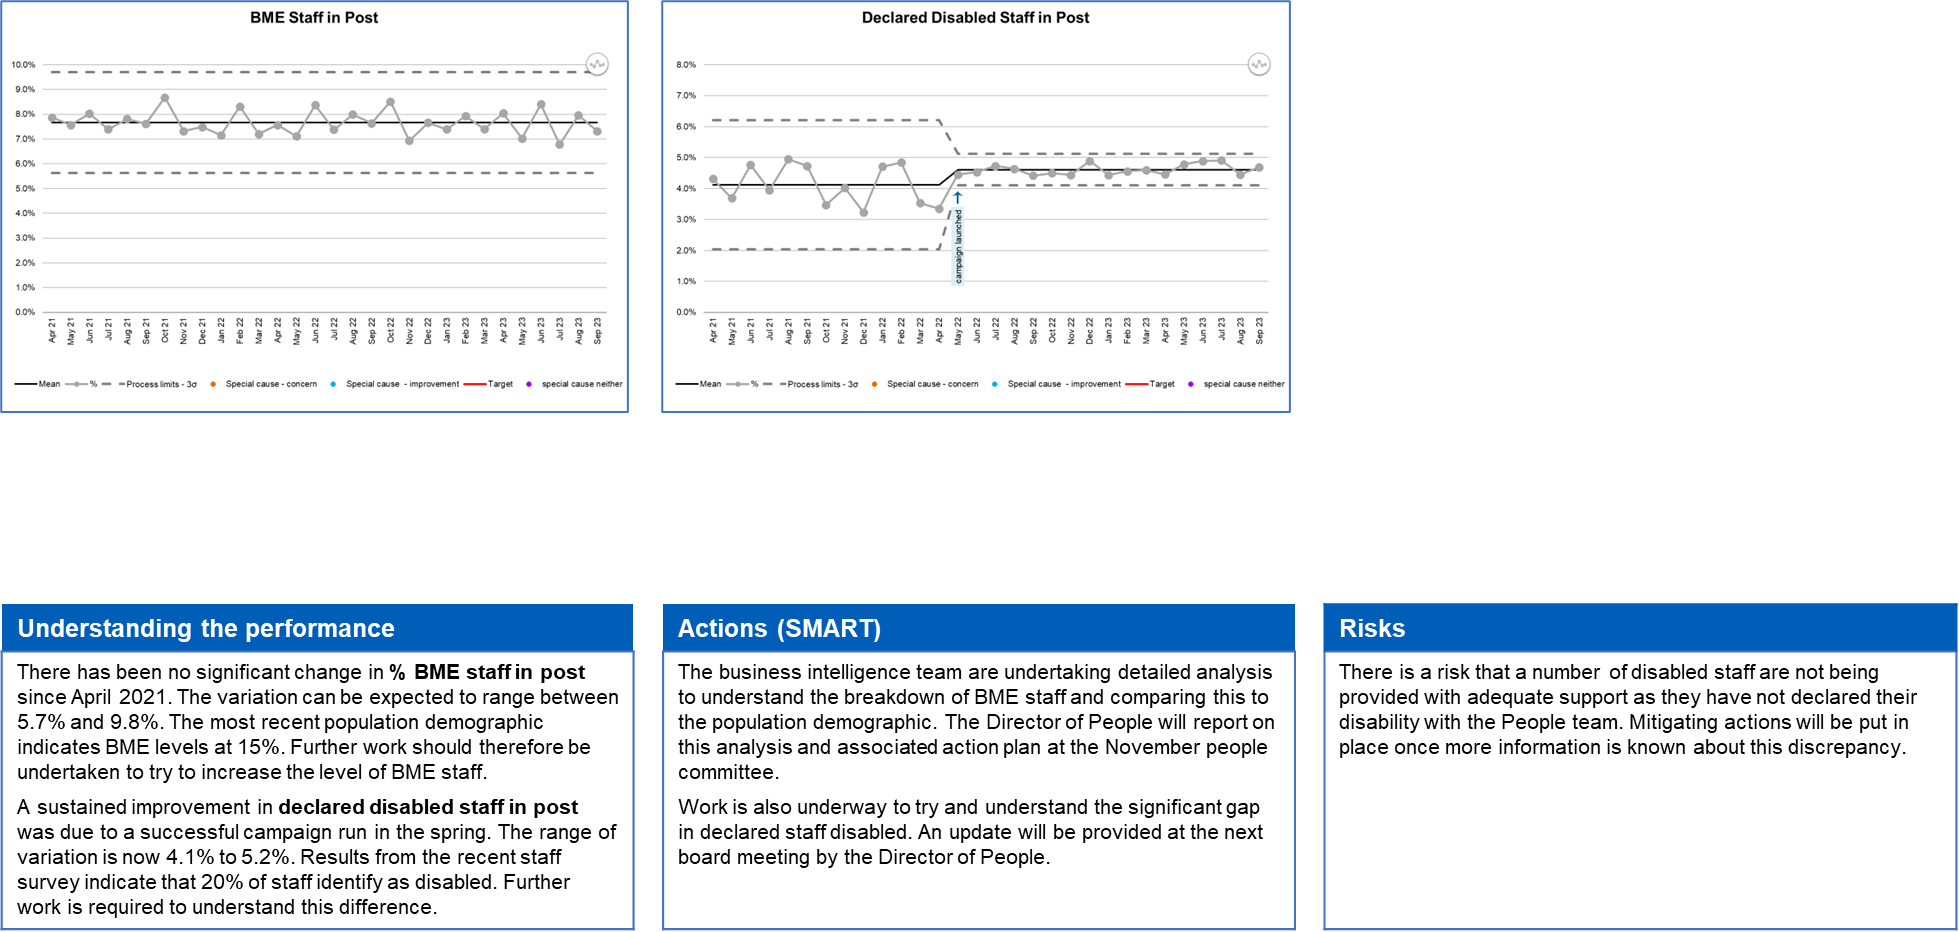 BME Staff in Post
10.0%
9.0%
8.0%
7.0%
6.0%
5.0%
4.0%
3.0%
2.0%
1.0%
0.0%
Apr 21
May 21
Jun 21
Jul 21
Aug 21
Sep 21
Oct 21
Nov 21
Dec 21
Jan 22
Feb 22
Mar 22
Apr 22
May 22
Jun 22
Jul 22
Aug 22
Sep 22
Oct 22
Nov 22
Dec 22
Jan 23
Feb 23
Mar 23
Apr 23
May 23
Jun 23
Jul 23
Aug 23
Sep 23
Mean % Process limits - 3σ Special cause - concern Special cause - improvement Target special cause neither
Declared Disabled Staff in Post
8.0%
7.0%
6.0%
5.0%
4.0%
3.0%
2.0%
1.0%
0.0%
campaign launched
Apr 21
May 21
Jun 21
Jul 21
Aug 21
Sep 21
Oct 21
Nov 21
Dec 21
Jan 22
Feb 22
Mar 22
Apr 22
May 22
Jun 22
Jul 22
Aug 22
Sep 22
Oct 22
Nov 22
Dec 22
Jan 23
Feb 23
Mar 23
Apr 23
May 23
Jun 23
Jul 23
Aug 23
Sep 23
Mean % Process limits - 3σ Special cause - concern Special cause - improvement Target special cause neither
Understanding the performance
There has been no significant change in % BME staff in post
since April 2021. The variation can be expected to range between
5.7% and 9.8%. The most recent population demographic
indicates BME levels at 15%. Further work should therefore be
undertaken to try to increase the level of BME staff.
A sustained improvement in declared disabled staff in post
was due to a successful campaign run in the spring. The range of
variation is now 4.1% to 5.2%. Results from the recent staff
survey indicate that 20% of staff identify as disabled. Further
work is required to understand this difference.
Actions (SMART)
The business intelligence team are undertaking detailed analysis
to understand the breakdown of BME staff and comparing this to
the population demographic. The Director of People will report on
this analysis and associated action plan at the November people
committee.
Work is also underway to try and understand the significant gap
in declared staff disabled. An update will be provided at the next
board meeting by the Director of People.
Risks
There is a risk that a number of disabled staff are not being
provided with adequate support as they have not declared their
disability with the People team. Mitigating actions will be put in
place once more information is known about this discrepancy.